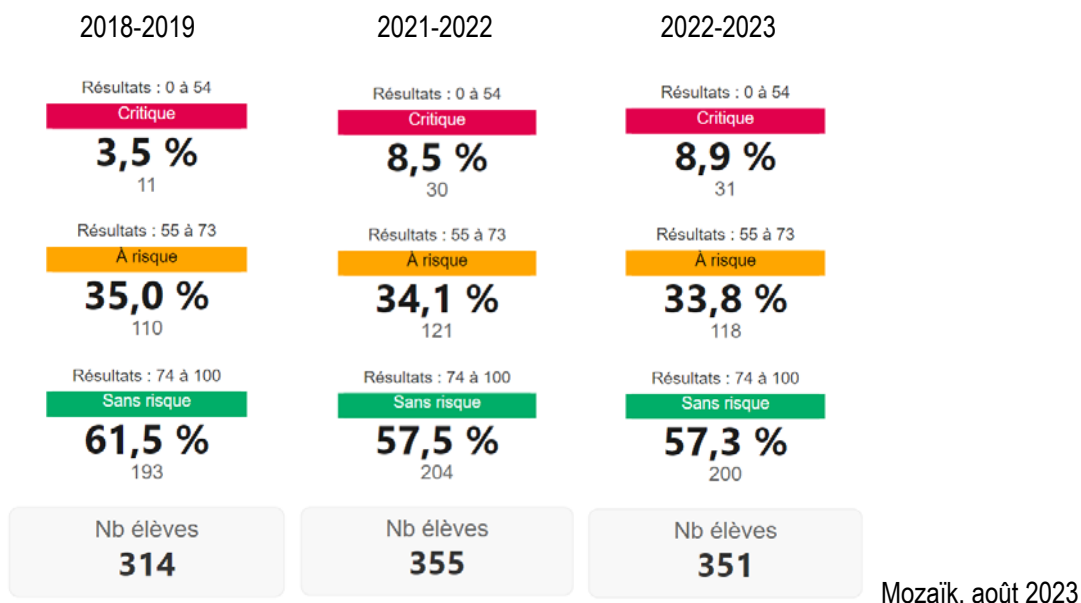 2018-2019
2021-2022
2022-2023
Résultats : 0 à 54
Critique
3,5 %
11
Résultats : 0 à 54
Critique
8,5 %
30
Résultats : 0 à 54
Critique
8,9 %
31
Résultats : 55 à 73
À risque
35,0 %
110
Résultats : 55 à 73
À risque
34,1 %
121
Résultats : 55 à 73
À risque
33,8 %
118
Résultats : 74 à 100
Sans risque
61,5 %
193
Résultats : 74 à 100
Sans risque
57,5 %
204
Résultats : 74 à 100
Sans risque
57,3 %
200
Nb élèves
314
Nb élèves
355
Nb élèves
351
Mozaïk, août 2023